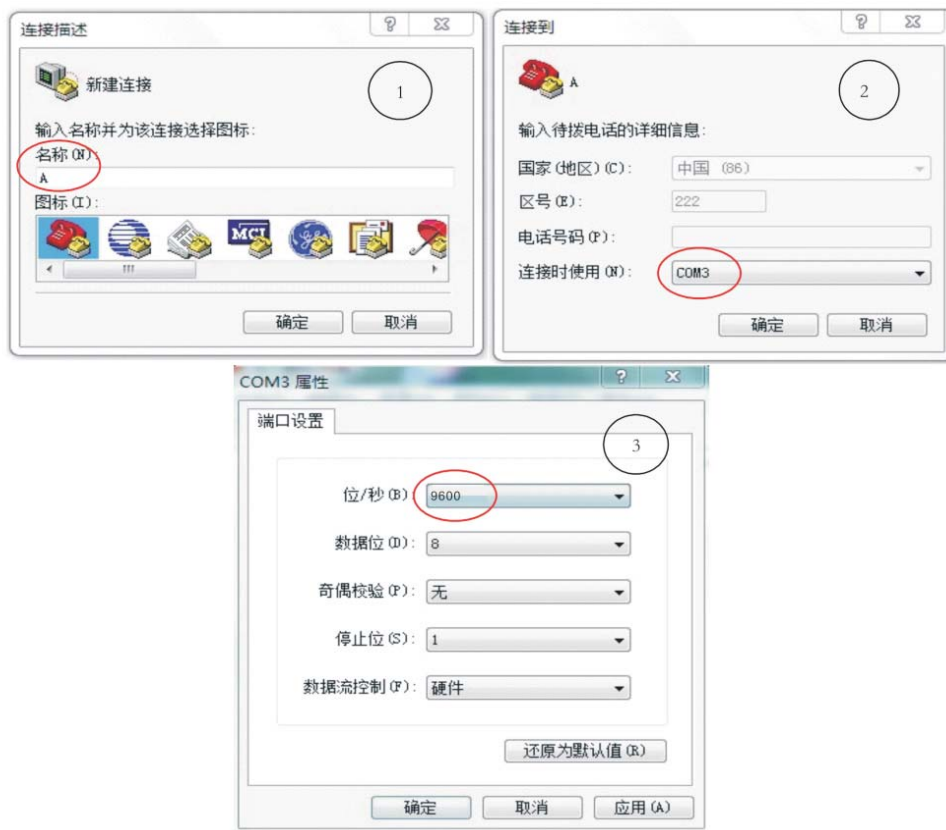 连接描述
新建连接
1
输入名称并为该连接选择图标:
名称(N):
A
图标(I):
MCI
确定
取消
连接到
A
2
输入待拨电话的详细信息:
国家(地区)(C): 中国 (86)
区号(E): 222
电话号码(P):
连接时使用(N): COM3
确定
取消
COM3 属性
端口设置
3
位/秒(B): 9600
数据位(D): 8
奇偶校验(P): 无
停止位(S): 1
数据流控制(F): 硬件
还原为默认值(R)
确定
取消
应用(A)